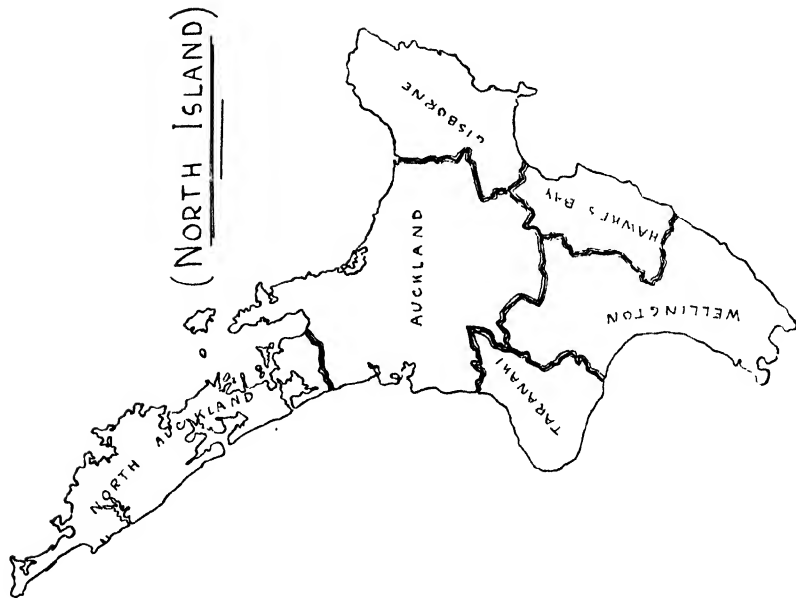 (NORTH ISLAND)
NORTH AUCKLAND
AUCKLAND
GISBORNE
HAWKE'S BAY
TARANAKI
WELLINGTON